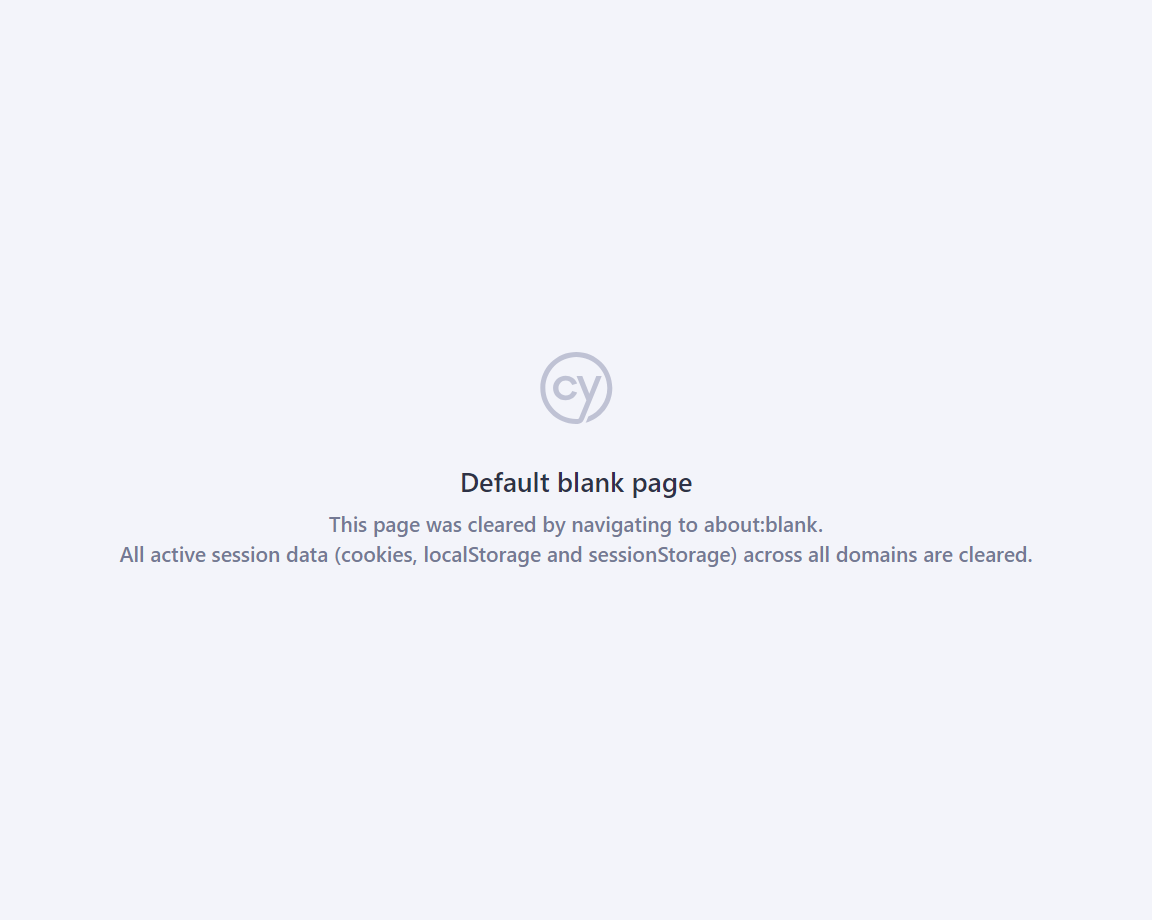 cy
Default blank page
This page was cleared by navigating to about:blank.
All active session data (cookies, localStorage and sessionStorage) across all domains are cleared.